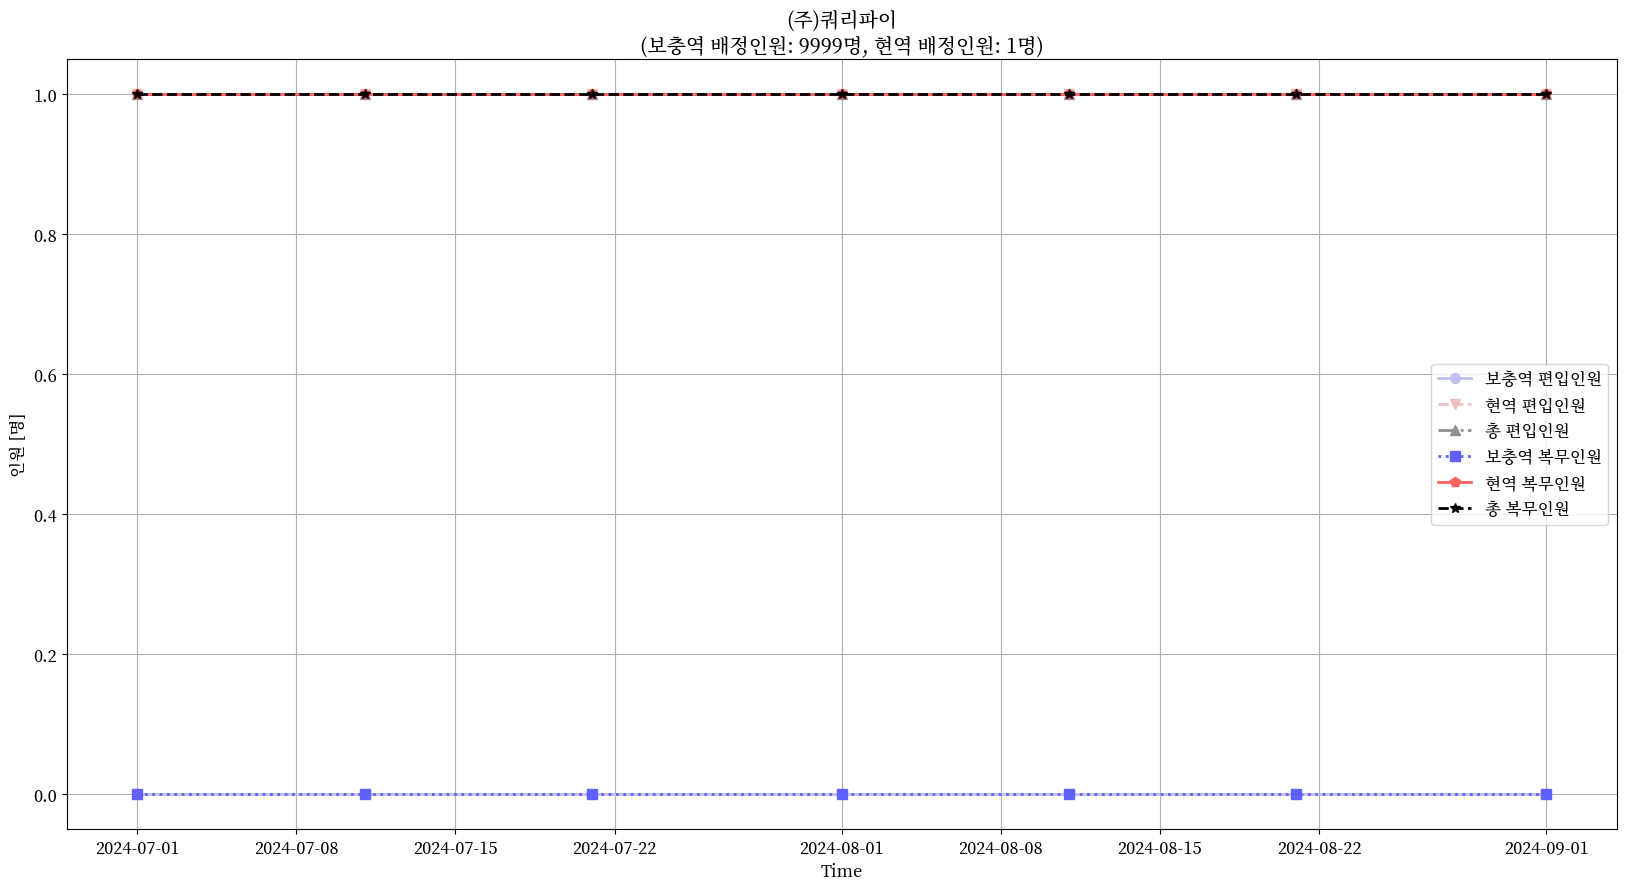 (주)쿼리파이
(보충역 배정인원: 9999명, 현역 배정인원: 1명)
인원 [명]
1.0
0.8
0.6
0.4
0.2
0.0
보충역 편입인원
현역 편입인원
총 편입인원
보충역 복무인원
현역 복무인원
총 복무인원
2024-07-01
2024-07-08
2024-07-15
2024-07-22
2024-08-01
2024-08-08
2024-08-15
2024-08-22
2024-09-01
Time